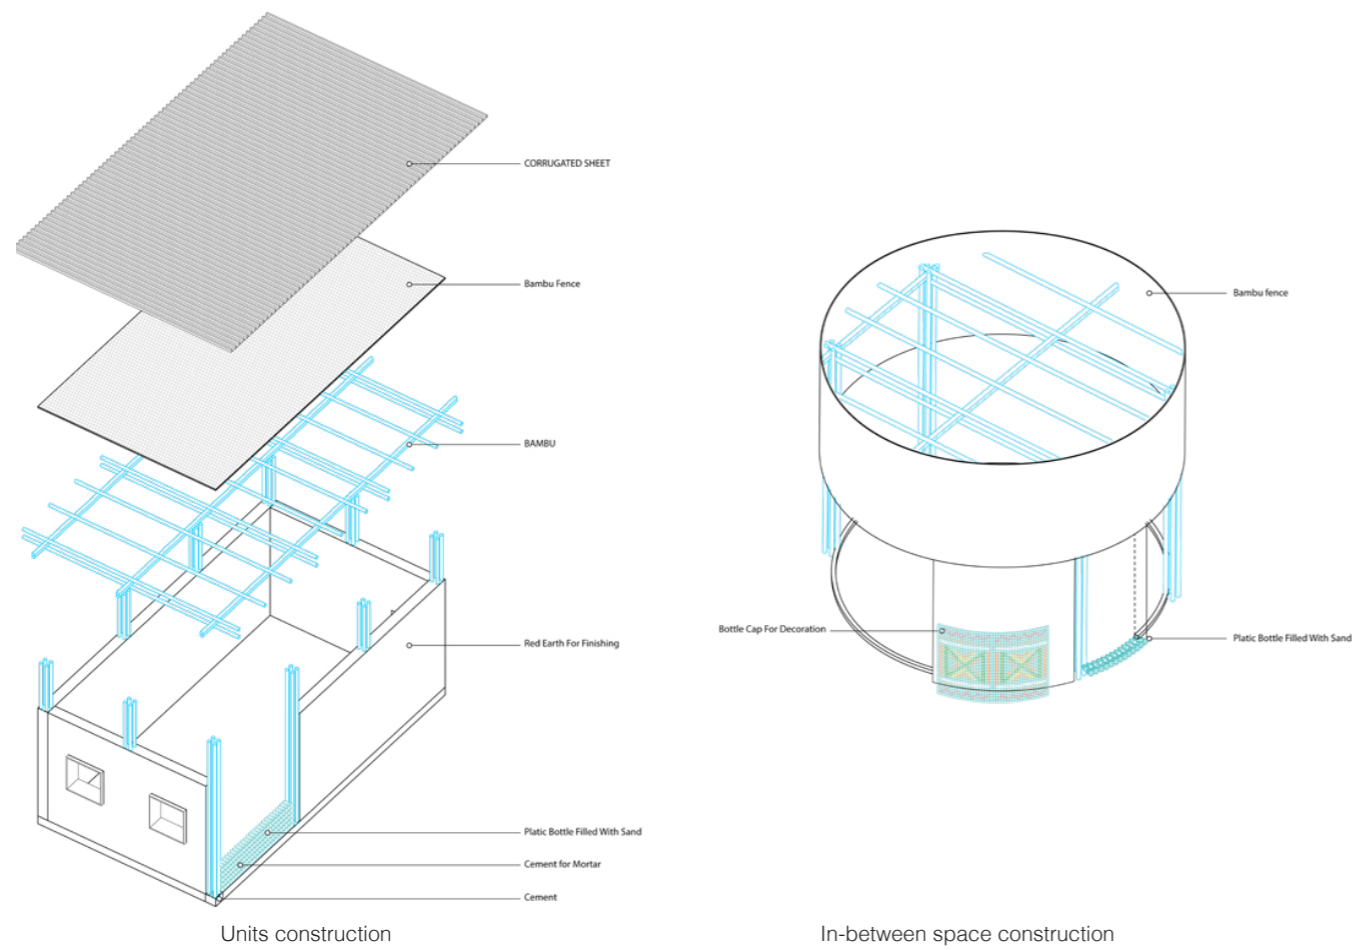 CORRUGATED SHEET
Bambu Fence
BAMBU
Red Earth For Finishing
Platic Bottle Filled With Sand
Cement for Mortar
Cement
Units construction
Bambu fence
Bottle Cap For Decoration
Platic Bottle Filled With Sand
In-between space construction